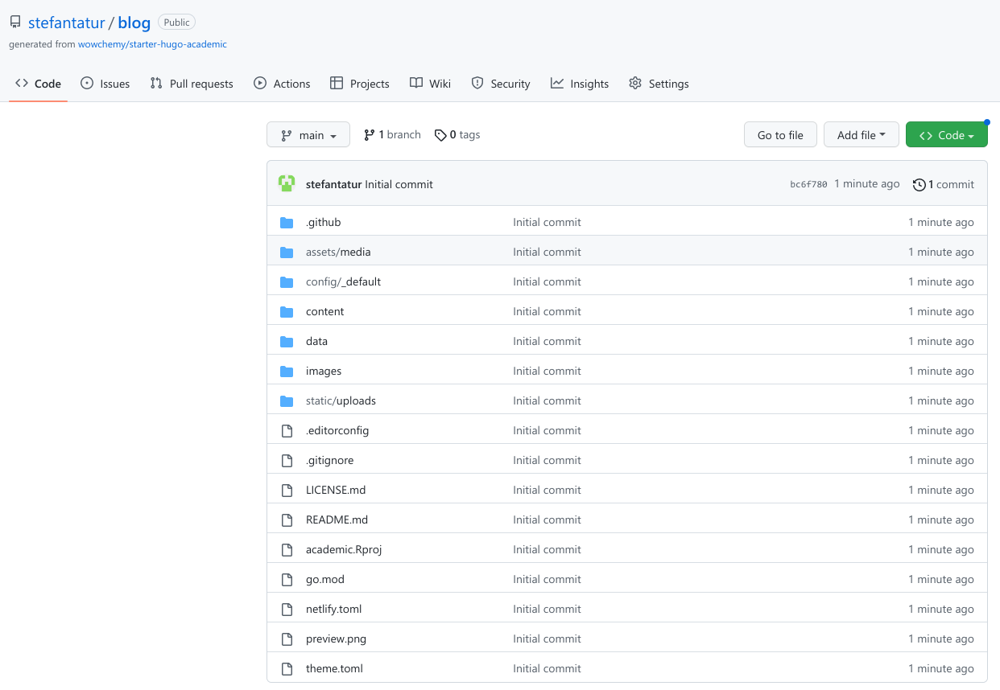 stefantatur / blog Public
generated from wowchemy/starter-hugo-academic
Code Issues Pull requests Actions Projects Wiki Security Insights Settings
main 1 branch 0 tags Go to file Add file Code
stefantatur Initial commit bc6f780 1 minute ago 1 commit
.github Initial commit 1 minute ago
assets/media Initial commit 1 minute ago
config/_default Initial commit 1 minute ago
content Initial commit 1 minute ago
data Initial commit 1 minute ago
images Initial commit 1 minute ago
static/uploads Initial commit 1 minute ago
.editorconfig Initial commit 1 minute ago
.gitignore Initial commit 1 minute ago
LICENSE.md Initial commit 1 minute ago
README.md Initial commit 1 minute ago
academic.Rproj Initial commit 1 minute ago
go.mod Initial commit 1 minute ago
netlify.toml Initial commit 1 minute ago
preview.png Initial commit 1 minute ago
theme.toml Initial commit 1 minute ago